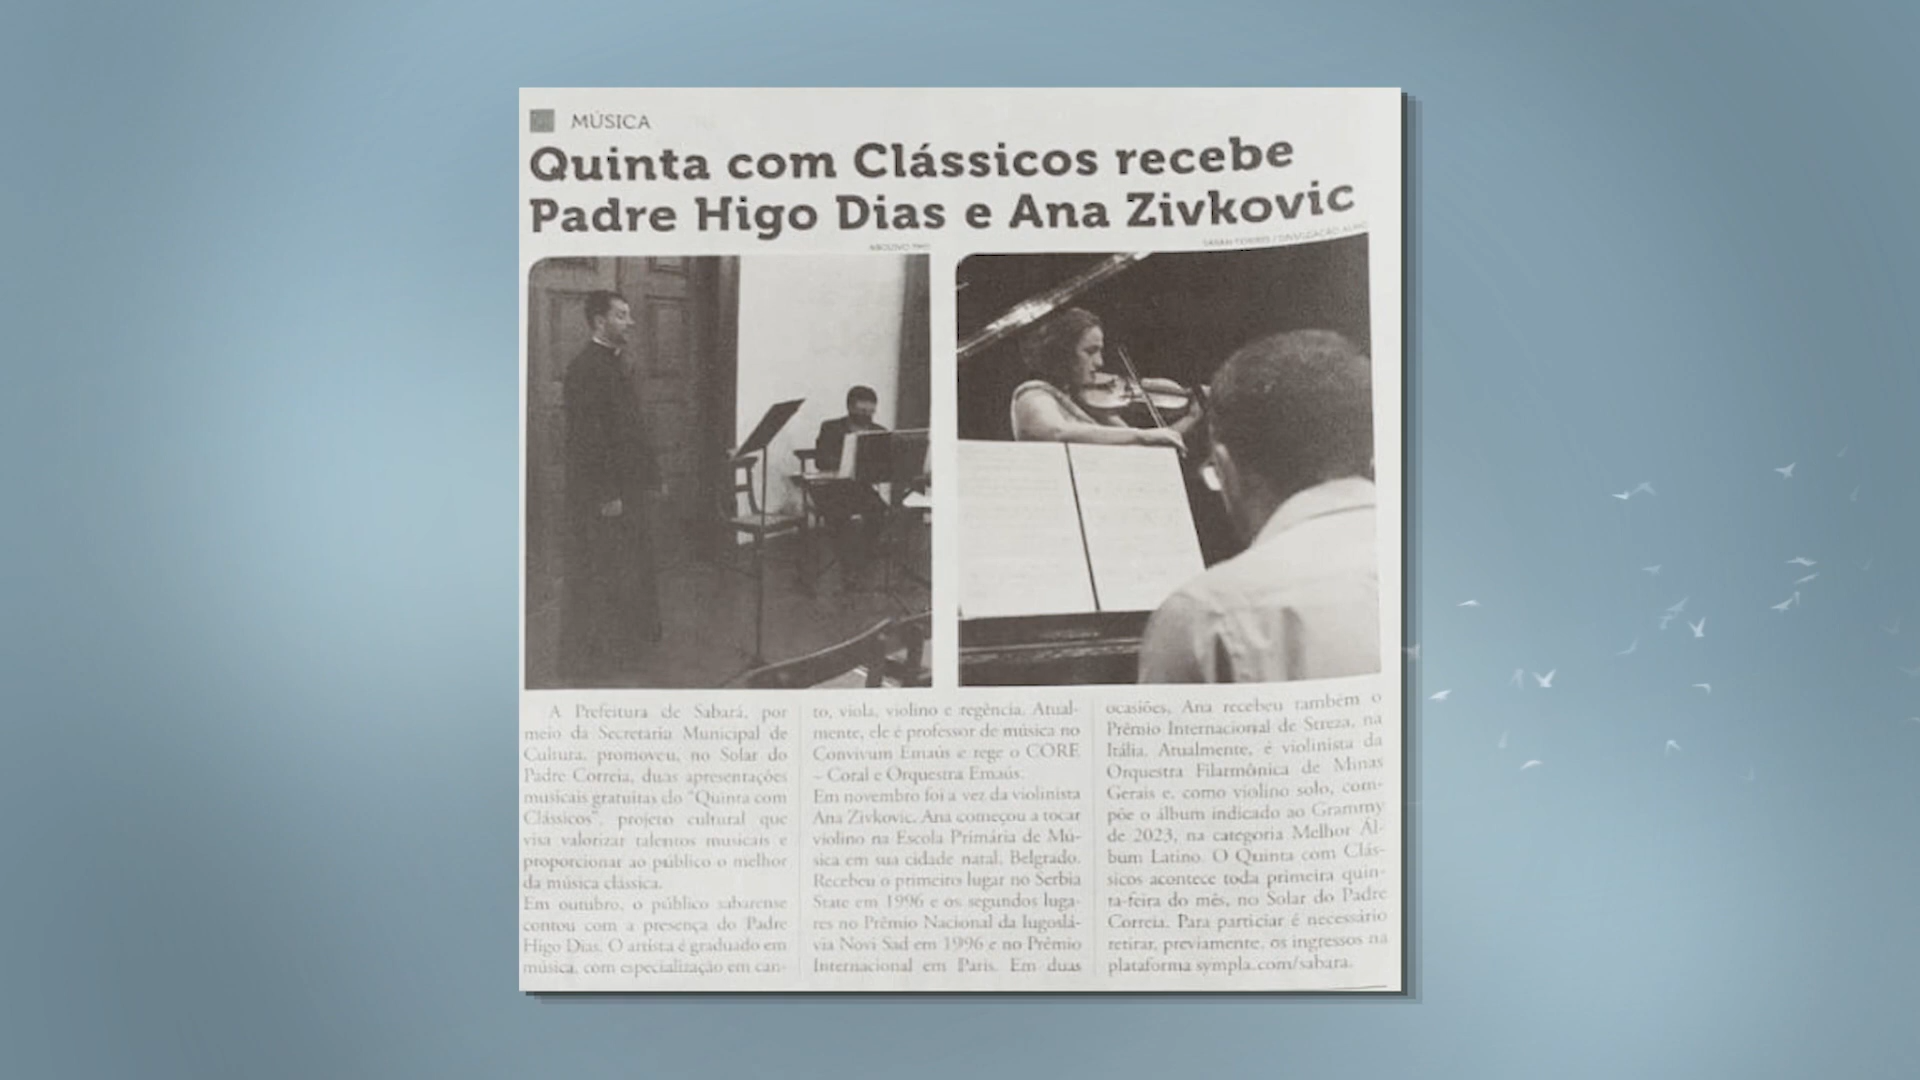 MÚSICA
Quinta com Clássicos recebe
Padre Higo Dias e Ana Zivkovic
A Prefeitura de Sabará, por
meio da Secretaria Municipal de
Cultura, promoveu, no Solar do
Padre Correia, duas apresentações
musicais gratuitas do "Quinta com
Clássicos", projeto cultural que
visa valorizar talentos musicais e
proporcionar ao público o melhor
da música clássica.
Em outubro, o público sabarense
contou com a presença do Padre
Higo Dias. O artista é graduado em
música, com especialização em can-
to, viola, violino e regência. Atual-
mente, ele é professor de música no
Convivum Emaús e rege o CORE
– Coral e Orquestra Emaús.
Em novembro foi a vez da violinista
Ana Zivkovic. Ana começou a tocar
violino na Escola Primária de Mú-
sica em sua cidade natal, Belgrado.
Recebeu o primeiro lugar no Serbia
State em 1996 e os segundos luga-
res no Prêmio Nacional da Iugoslá-
via Novi Sad em 1996 e no Prêmio
Internacional em Paris. Em duas
ocasiões, Ana recebeu também o
Prêmio Internacional de Streza, na
Itália. Atualmente, é violinista da
Orquestra Filarmônica de Minas
Gerais e, como violino solo, com-
põe o álbum indicado ao Grammy
de 2023, na categoria Melhor Ál-
bum Latino. O Quinta com Clás-
sicos acontece toda primeira quin-
ta-feira do mês, no Solar do Padre
Correia. Para particiar é necessário
retirar, previamente, os ingressos na
plataforma sympla.com/sabara.